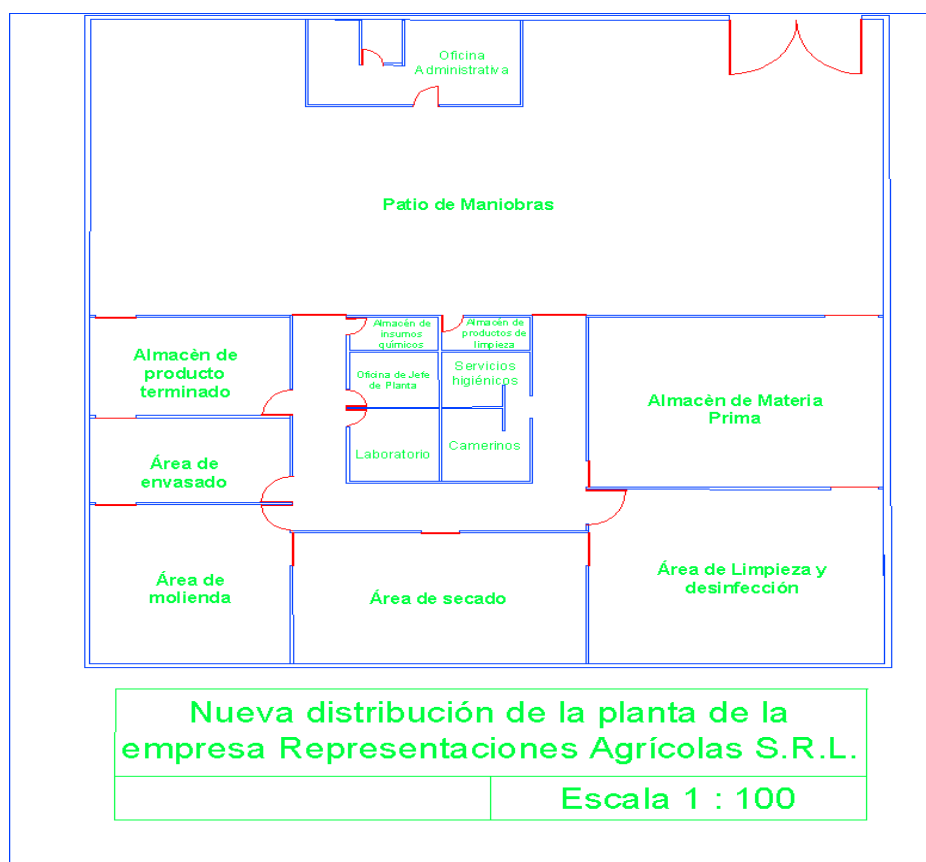 Oficina
Administrativa
Patio de Maniobras
Almacèn de
producto
terminado
Almacèn de
insumos
químicos
Almacèn de
productos de
limpieza
Oficina de Jefe
de Planta
Servicios
higiénicos
Almacèn de Materia
Prima
Laboratorio
Camerinos
Área de
envasado
Área de
molienda
Área de secado
Área de Limpieza y
desinfección
Nueva distribución de la planta de la
empresa Representaciones Agrícolas S.R.L.
Escala 1 : 100